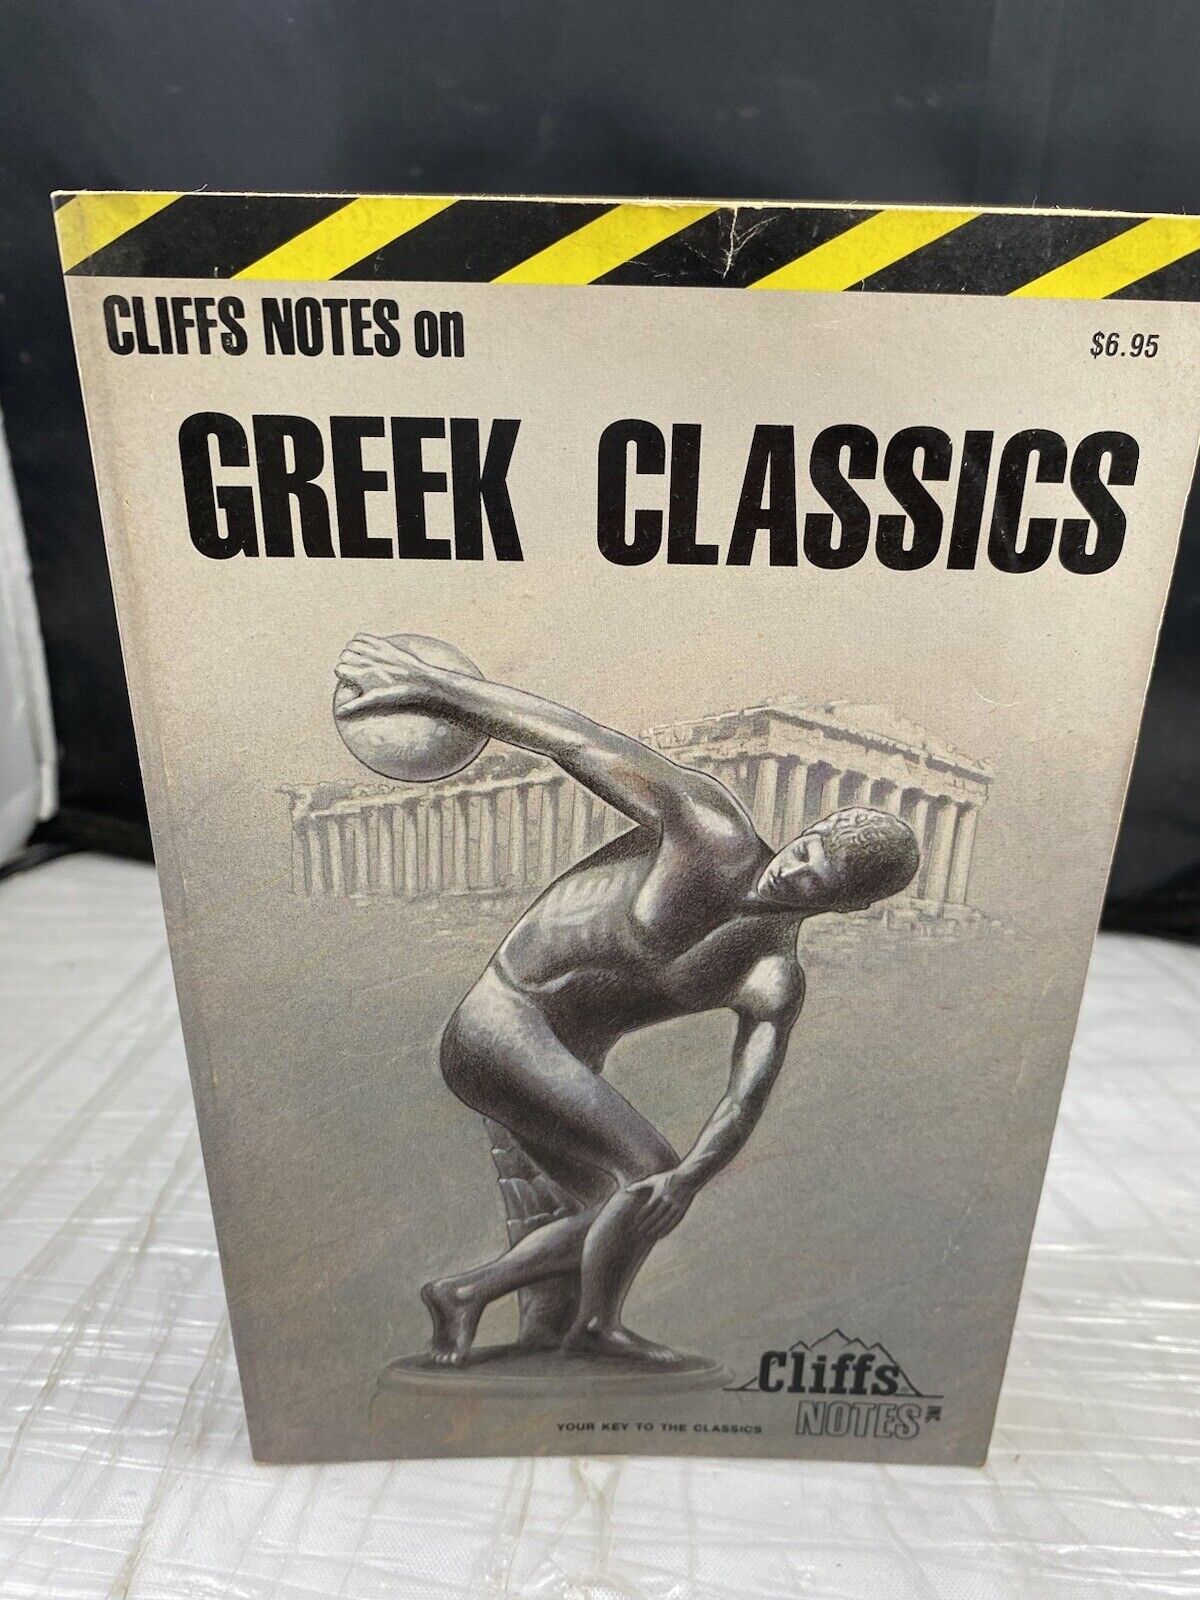 CLIFFS NOTES on
$6.95
GREEK CLASSICS
Cliffs
NOTES
YOUR KEY TO THE CLASSICS